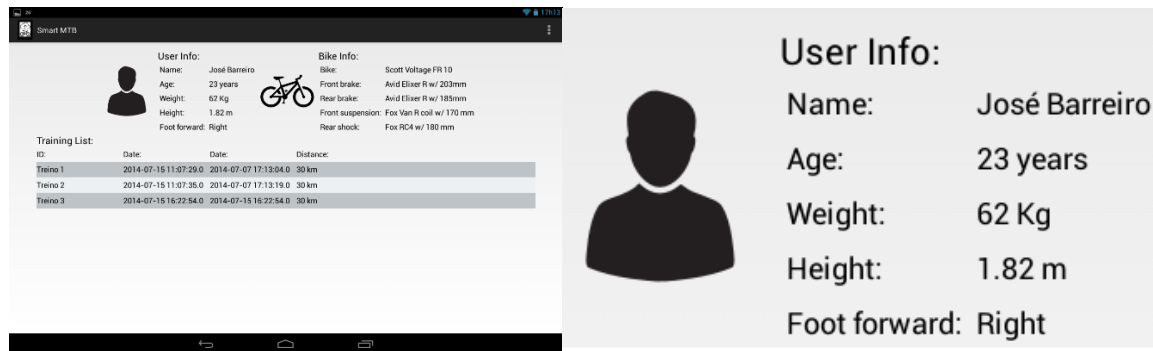 26 17h13
Smart MTB
User Info: Bike Info:
Name: José Barreiro Bike: Scott Voltage FR 10
Age: 23 years Front brake: Avid Elixer R w/ 203mm
Weight: 62 Kg Rear brake: Avid Elixer R w/ 185mm
Height: 1.82 m Front suspension: Fox Van R coil w/ 170 mm
Foot forward: Right Rear shock: Fox RC4 w/ 180 mm
Training List:
ID: Date: Date: Distance:
Treino 1 2014-07-15 11:07:29.0 2014-07-07 17:13:04.0 30 km
Treino 2 2014-07-15 11:07:35.0 2014-07-07 17:13:19.0 30 km
Treino 3 2014-07-15 16:22:54.0 2014-07-15 16:22:54.0 30 km
User Info:
Name: José Barreiro
Age: 23 years
Weight: 62 Kg
Height: 1.82 m
Foot forward: Right